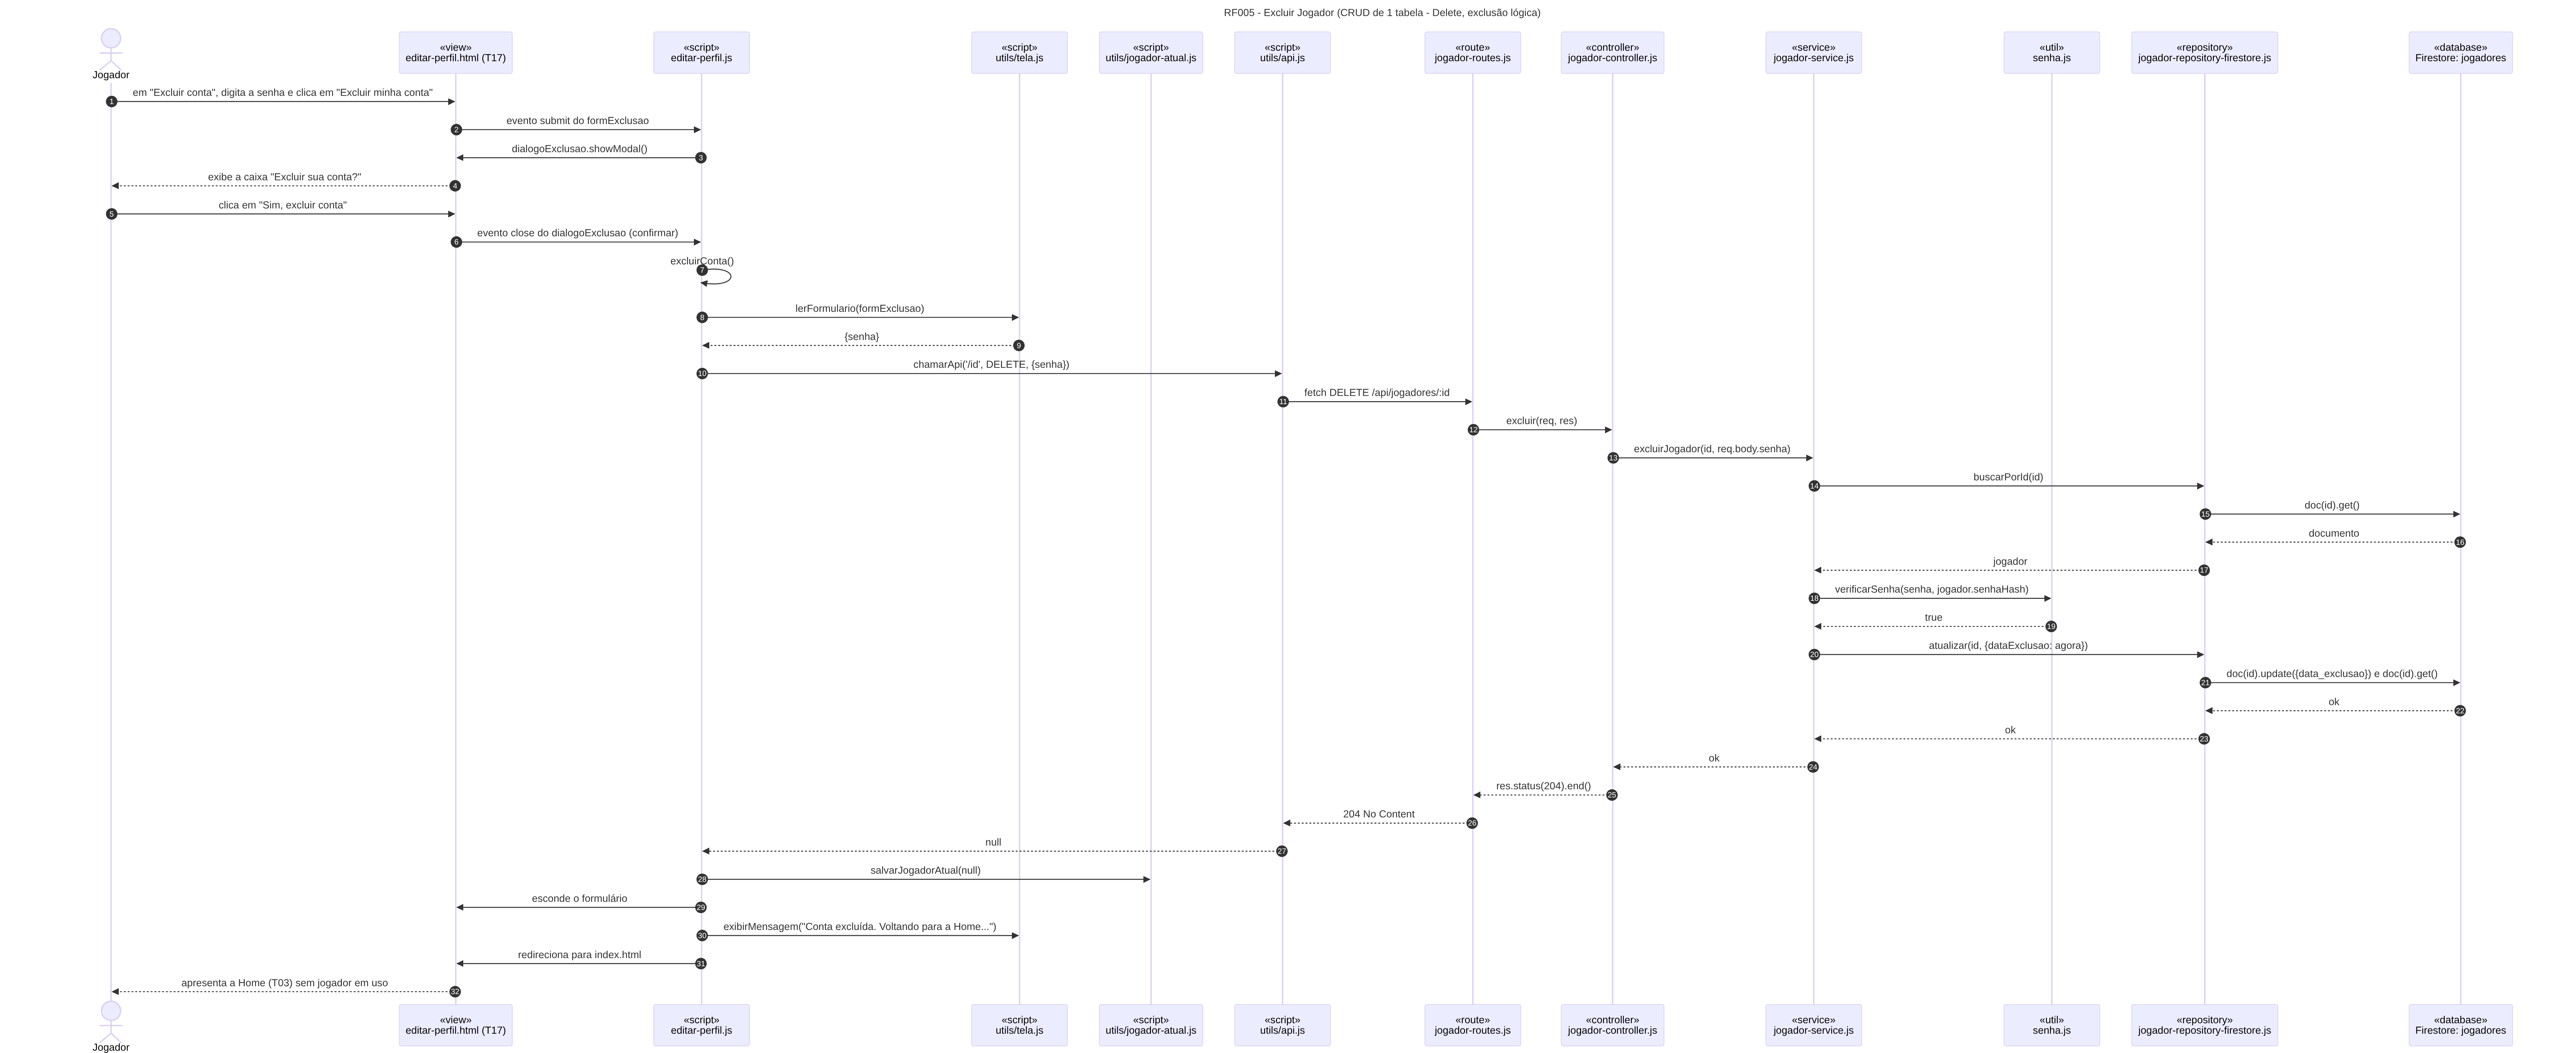 RF005 - Excluir Jogador (CRUD de 1 tabela - Delete, exclusão lógica)
Jogador
«view»
editar-perfil.html (T17)
«script»
editar-perfil.js
«script»
utils/tela.js
«script»
utils/jogador-atual.js
«script»
utils/api.js
«route»
jogador-routes.js
«controller»
jogador-controller.js
«service»
jogador-service.js
«util»
senha.js
«repository»
jogador-repository-firestore.js
«database»
Firestore: jogadores
1 em "Excluir conta", digita a senha e clica em "Excluir minha conta"
2 evento submit do formExclusao
3 dialogoExclusao.showModal()
4 exibe a caixa "Excluir sua conta?"
5 clica em "Sim, excluir conta"
6 evento close do dialogoExclusao (confirmar)
7 excluirConta()
8 lerFormulario(formExclusao)
9 {senha}
10 chamarApi('/id', DELETE, {senha})
11 fetch DELETE /api/jogadores/:id
12 excluir(req, res)
13 excluirJogador(id, req.body.senha)
14 buscarPorId(id)
15 doc(id).get()
16 documento
17 jogador
18 verificarSenha(senha, jogador.senhaHash)
19 true
20 atualizar(id, {dataExclusao: agora})
21 doc(id).update({data_exclusao}) e doc(id).get()
22 ok
23 ok
24 ok
25 res.status(204).end()
26 204 No Content
27 null
28 salvarJogadorAtual(null)
29 esconde o formulário
30 exibirMensagem("Conta excluída. Voltando para a Home...")
31 redireciona para index.html
32 apresenta a Home (T03) sem jogador em uso
Jogador
«view»
editar-perfil.html (T17)
«script»
editar-perfil.js
«script»
utils/tela.js
«script»
utils/jogador-atual.js
«script»
utils/api.js
«route»
jogador-routes.js
«controller»
jogador-controller.js
«service»
jogador-service.js
«util»
senha.js
«repository»
jogador-repository-firestore.js
«database»
Firestore: jogadores